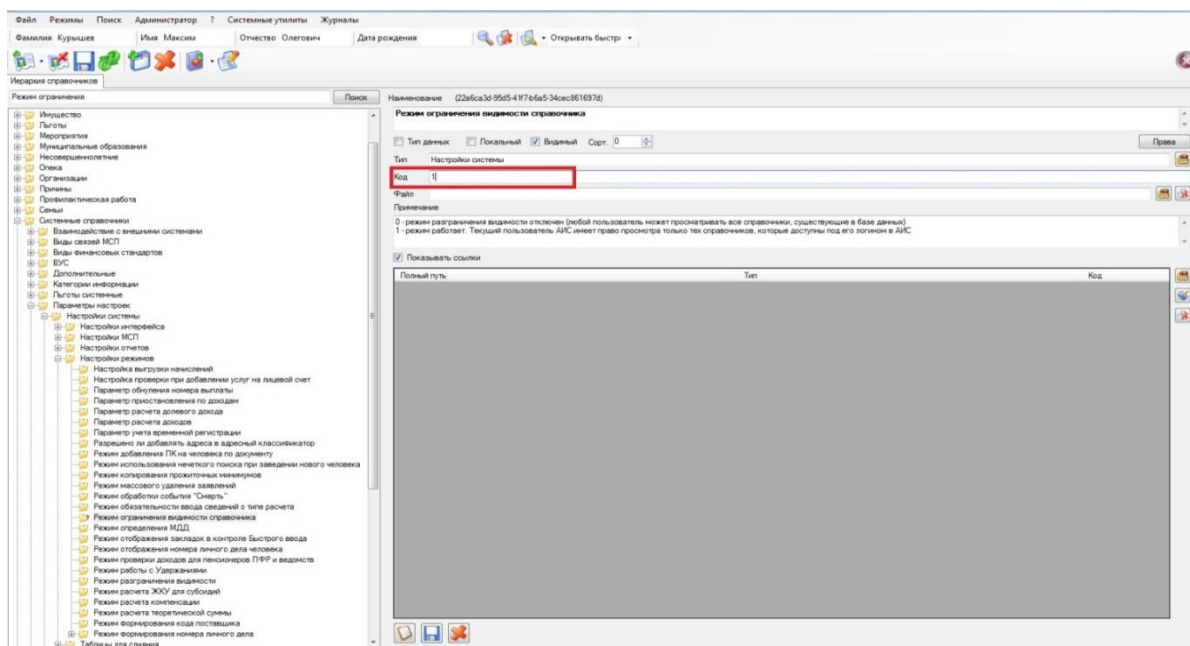 Файл Режимы Поиск Администратор ? Системные утилиты Журналы
Фамилия Курышев Имя Максим Отчество Олегович Дата рождения Открывать быстр
Иерархия справочников
Режим ограничения Поиск
Наименование (22a6ca3d-95d5-41f7-b6a5-34cec861697d)
Режим ограничения видимости справочника
Тип данных Локальный Видимый Сорт. 0 Права
Тип Настройки системы
Код 1
Файл
Примечание
0 - режим разграничения видимости отключен (любой пользователь может просматривать все справочники, существующие в базе данных)
1 - режим работает. Текущий пользователь АИС имеет право просмотра только тех справочников, которые доступны под его логином в АИС
Показывать ссылки
Полный путь Тип Код
Имущество
Льготы
Мероприятия
Муниципальные образования
Несовершеннолетние
Опека
Организации
Причины
Профилактическая работа
Семьи
Системные справочники
Взаимодействие с внешними системами
Виды связей МСП
Виды финансовых стандартов
ВУС
Дополнительные
Категории информации
Льготы системные
Параметры настроек
Настройки системы
Настройки интерфейса
Настройки МСП
Настройки отчетов
Настройки режимов
Настройка выгрузки начислений
Настройка проверки при добавлении услуг на лицевой счет
Параметр обнуления номера выплаты
Параметр приостановления по доходам
Параметр расчета долевого дохода
Параметр расчета доходов
Параметр учета временной регистрации
Разрешено ли добавлять адреса в адресный классификатор
Режим добавления ПК на человека по документу
Режим использования нечеткого поиска при заведении нового человека
Режим копирования прожиточных минимумов
Режим массового удаления заявлений
Режим обработки события "Смерть"
Режим обязательности ввода сведений о типе расчета
Режим ограничения видимости справочника
Режим определения МДД
Режим отображения закладок в контроле Быстрого ввода
Режим отображения номера личного дела человека
Режим проверки доходов для пенсионеров ПФР и ведомств
Режим работы с Удержаниями
Режим разграничения видимости
Режим расчета ЖКУ для субсидий
Режим расчета компенсации
Режим расчета теоретической суммы
Режим формирования кода поставщика
Режим формирования номера личного дела
Таблицы для слияния